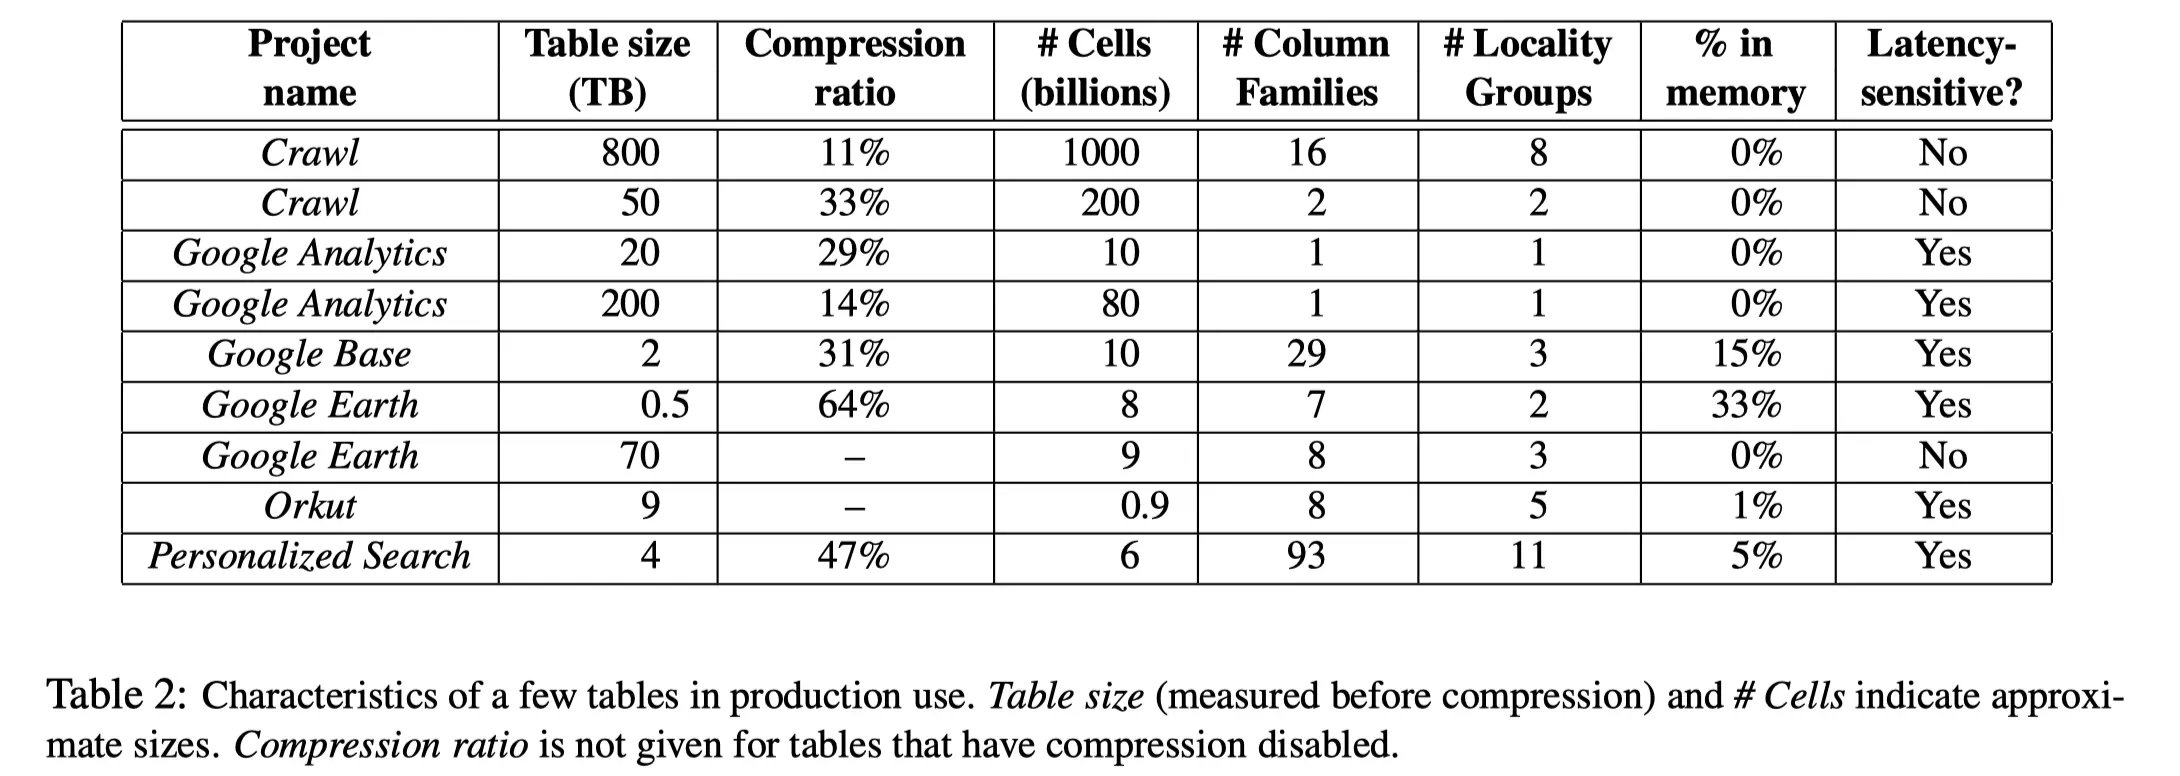 Project name | Table size (TB) | Compression ratio | # Cells (billions) | # Column Families | # Locality Groups | % in memory | Latency-sensitive?
Crawl | 800 | 11% | 1000 | 16 | 8 | 0% | No
Crawl | 50 | 33% | 200 | 2 | 2 | 0% | No
Google Analytics | 20 | 29% | 10 | 1 | 1 | 0% | Yes
Google Analytics | 200 | 14% | 80 | 1 | 1 | 0% | Yes
Google Base | 2 | 31% | 10 | 29 | 3 | 15% | Yes
Google Earth | 0.5 | 64% | 8 | 7 | 2 | 33% | Yes
Google Earth | 70 | – | 9 | 8 | 3 | 0% | No
Orkut | 9 | – | 0.9 | 8 | 5 | 1% | Yes
Personalized Search | 4 | 47% | 6 | 93 | 11 | 5% | Yes
Table 2: Characteristics of a few tables in production use. Table size (measured before compression) and # Cells indicate approxi-
mate sizes. Compression ratio is not given for tables that have compression disabled.